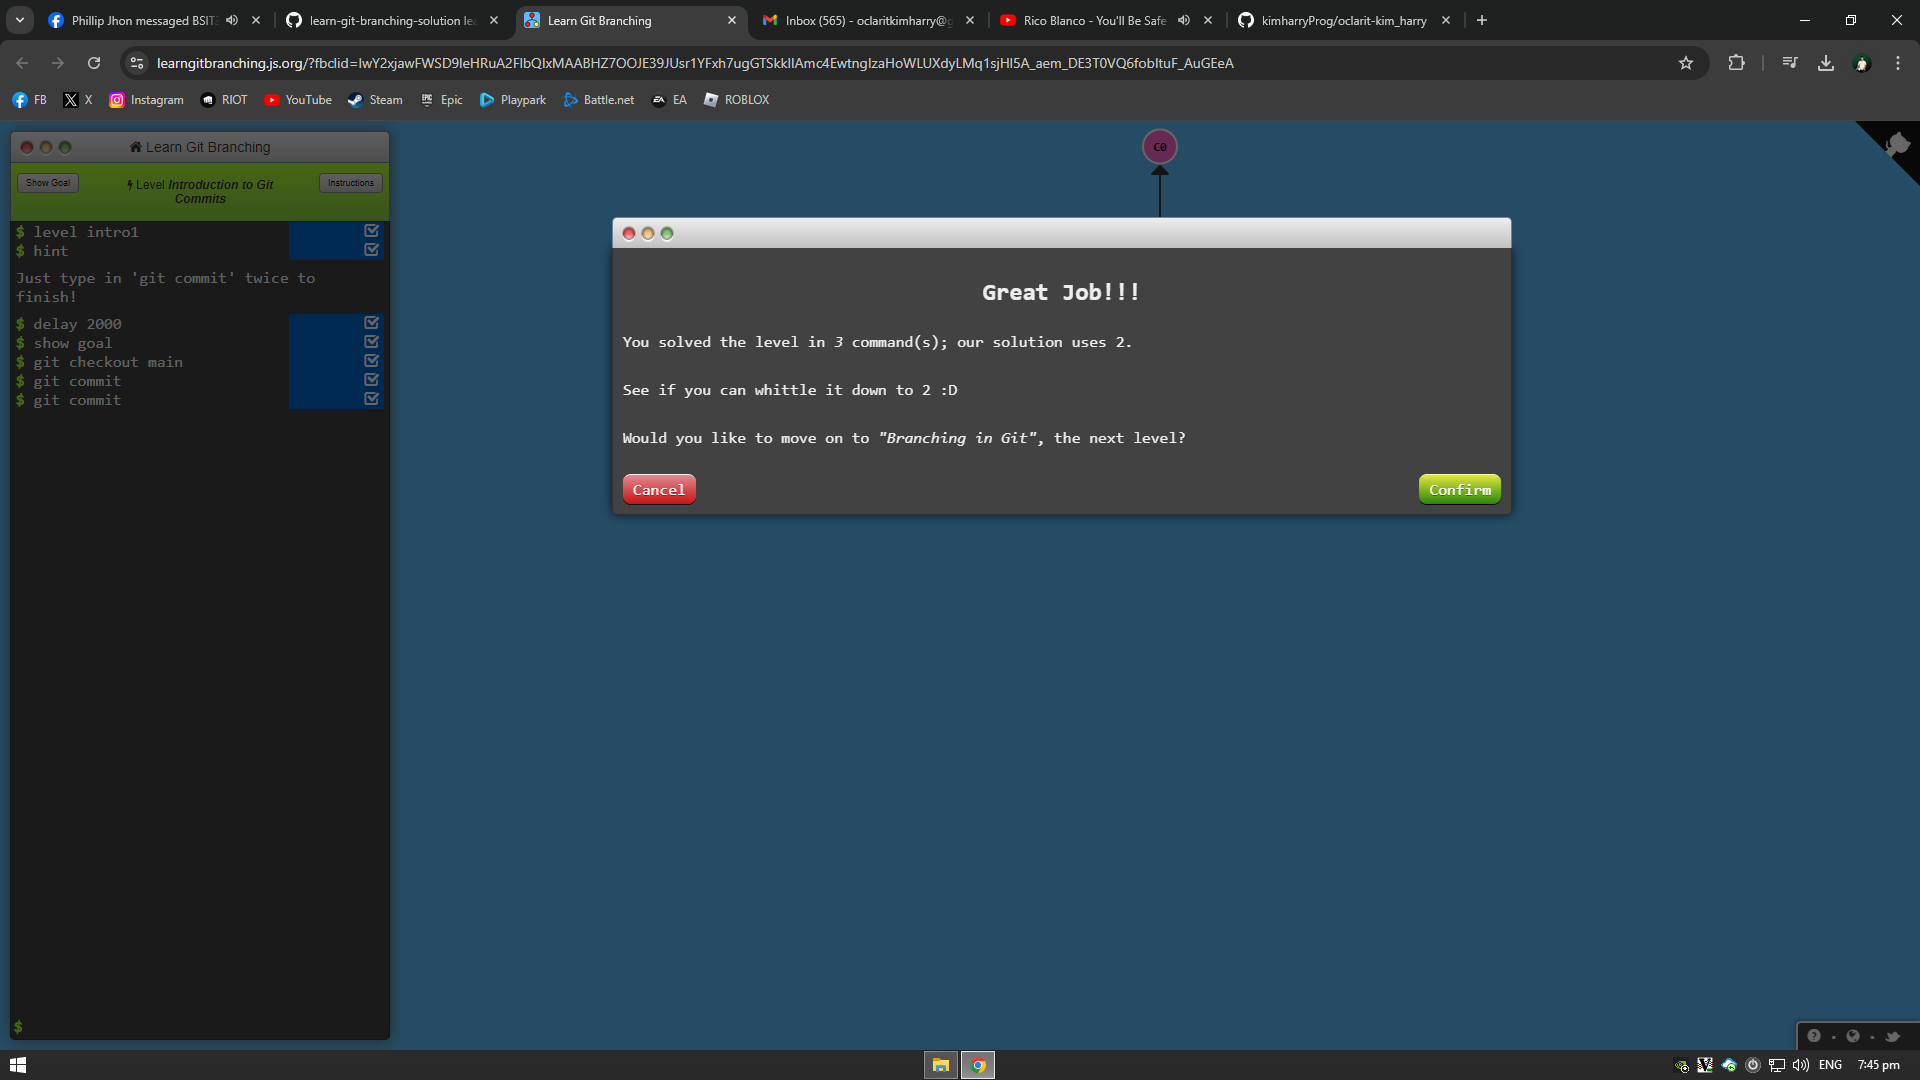 Phillip Jhon messaged BSIT3
learn-git-branching-solution lea
Learn Git Branching
Inbox (565) - oclaritkimharry@g
Rico Blanco - You'll Be Safe
kimharryProg/oclarit-kim_harry
learngitbranching.js.org/?fbclid=IwY2xjawFWSD9leHRuA2FlbQIxMAABHZ7OOJE39JUsr1YFxh7ugGTSkkIlAmc4EwtngIzaHoWLUXdyLMq1sjHI5A_aem_DE3T0VQ6fobItuF_AuGEeA
FB
X
Instagram
RIOT
YouTube
Steam
Epic
Playpark
Battle.net
EA
ROBLOX
Learn Git Branching
Show Goal
Level Introduction to Git
Commits
Instructions
$ level intro1
$ hint
Just type in 'git commit' twice to
finish!
$ delay 2000
$ show goal
$ git checkout main
$ git commit
$ git commit
$
C0
Great Job!!!
You solved the level in 3 command(s); our solution uses 2.
See if you can whittle it down to 2 :D
Would you like to move on to "Branching in Git", the next level?
Cancel
Confirm
ENG
7:45 pm